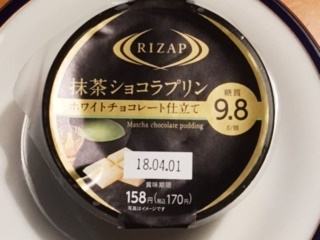 RIZAP
抹茶ショコラプリン
ホワイトチョコレート仕立て
糖質
9.8
Matcha chocolate pudding
18.04.01
賞味期限
158円(税込170円)
写真はイメージです